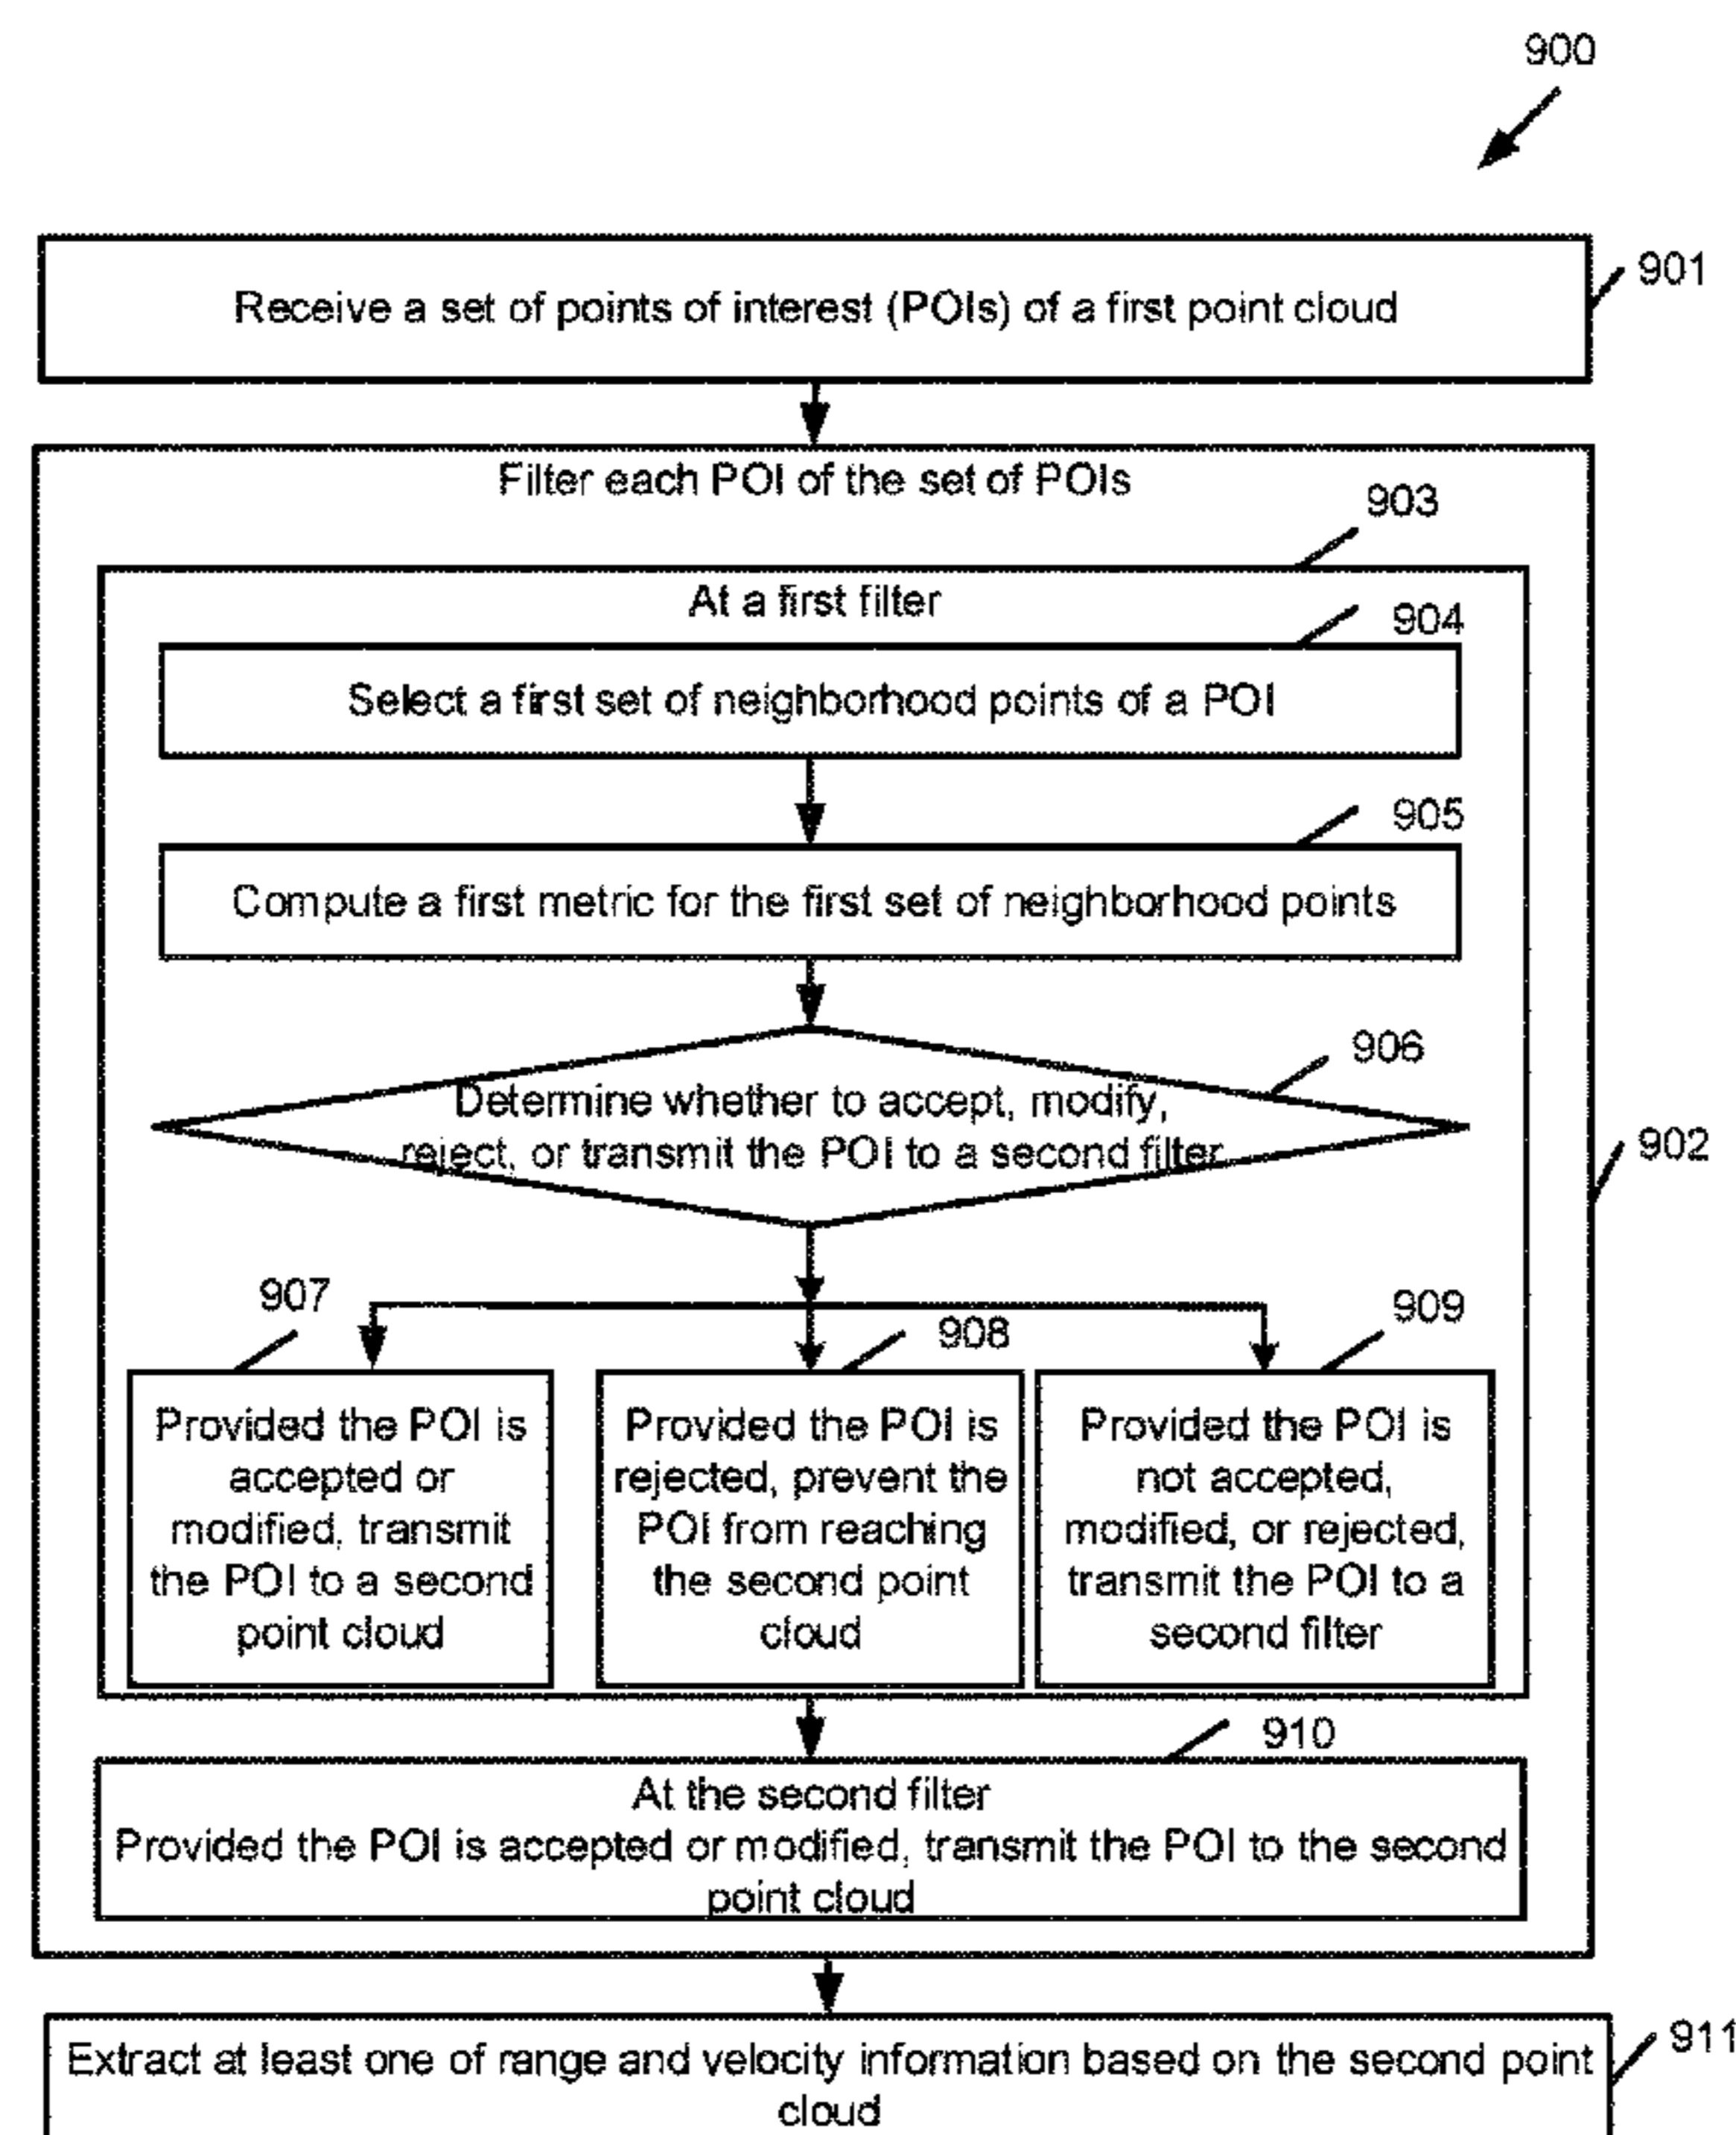 900
Receive a set of points of interest (POIs) of a first point cloud
901
Filter each POI of the set of POIs
903
At a first filter
904
Select a first set of neighborhood points of a POI
905
Compute a first metric for the first set of neighborhood points
906
Determine whether to accept, modify,
reject, or transmit the POI to a second filter
902
907
908
909
Provided the POI is
accepted or
modified, transmit
the POI to a second
point cloud
Provided the POI is
rejected, prevent the
POI from reaching
the second point
cloud
Provided the POI is
not accepted,
modified, or rejected,
transmit the POI to a
second filter
910
At the second filter
Provided the POI is accepted or modified, transmit the POI to the second
point cloud
911
Extract at least one of range and velocity information based on the second point
cloud